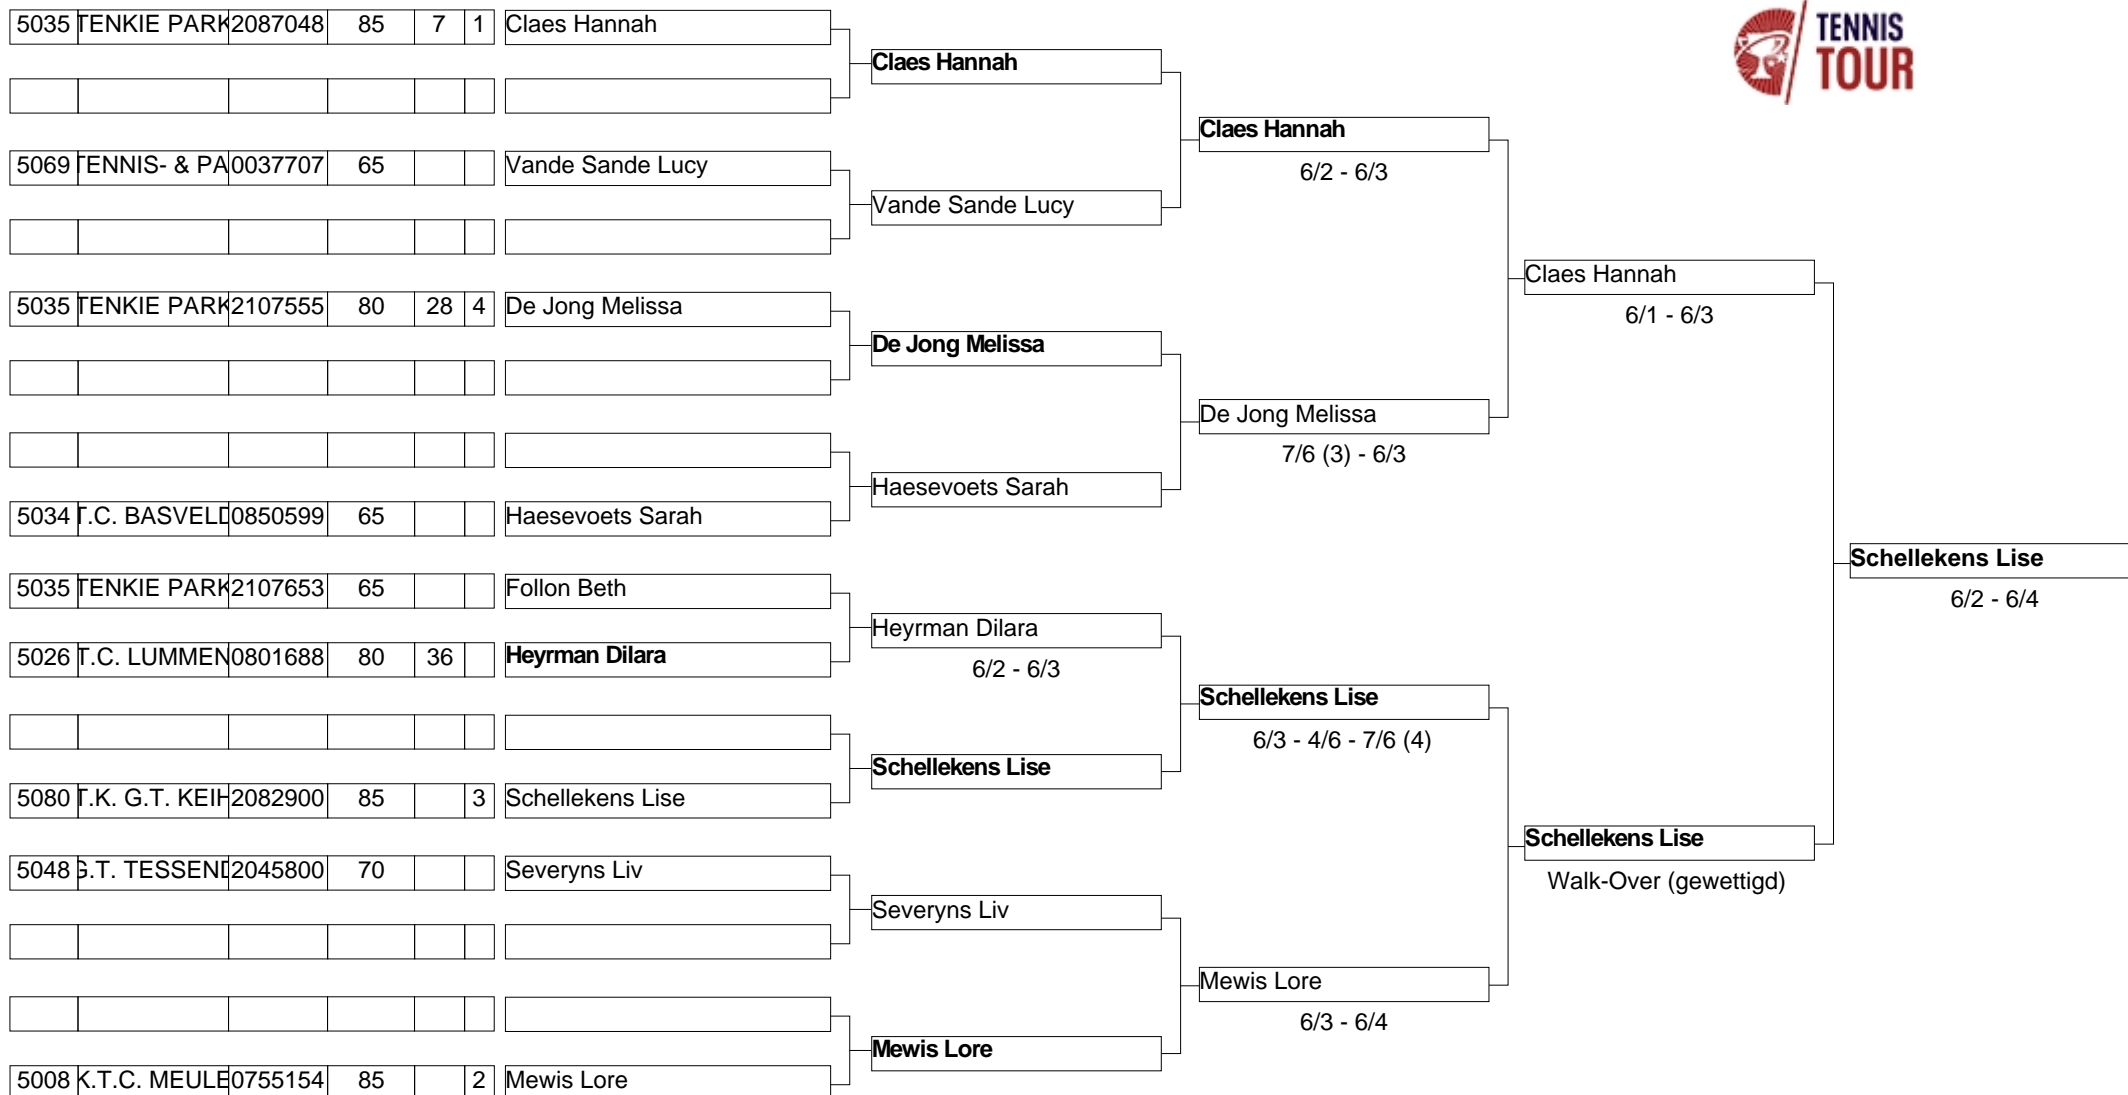 TENNIS
TOUR
5035 TENKIE PARK 2087048 85 7 1 Claes Hannah
Claes Hannah
Claes Hannah
6/2 - 6/3
5069 TENNIS- & PA 0037707 65 Vande Sande Lucy
Vande Sande Lucy
Claes Hannah
6/1 - 6/3
5035 TENKIE PARK 2107555 80 28 4 De Jong Melissa
De Jong Melissa
De Jong Melissa
7/6 (3) - 6/3
Haesevoets Sarah
5034 T.C. BASVELD 0850599 65 Haesevoets Sarah
Schellekens Lise
6/2 - 6/4
5035 TENKIE PARK 2107653 65 Follon Beth
Heyrman Dilara
6/2 - 6/3
5026 T.C. LUMMEN 0801688 80 36 Heyrman Dilara
Schellekens Lise
6/3 - 4/6 - 7/6 (4)
Schellekens Lise
5080 T.K. G.T. KEIH 2082900 85 3 Schellekens Lise
Schellekens Lise
Walk-Over (gewettigd)
5048 G.T. TESSEND 2045800 70 Severyns Liv
Severyns Liv
Mewis Lore
6/3 - 6/4
Mewis Lore
5008 K.T.C. MEULE 0755154 85 2 Mewis Lore